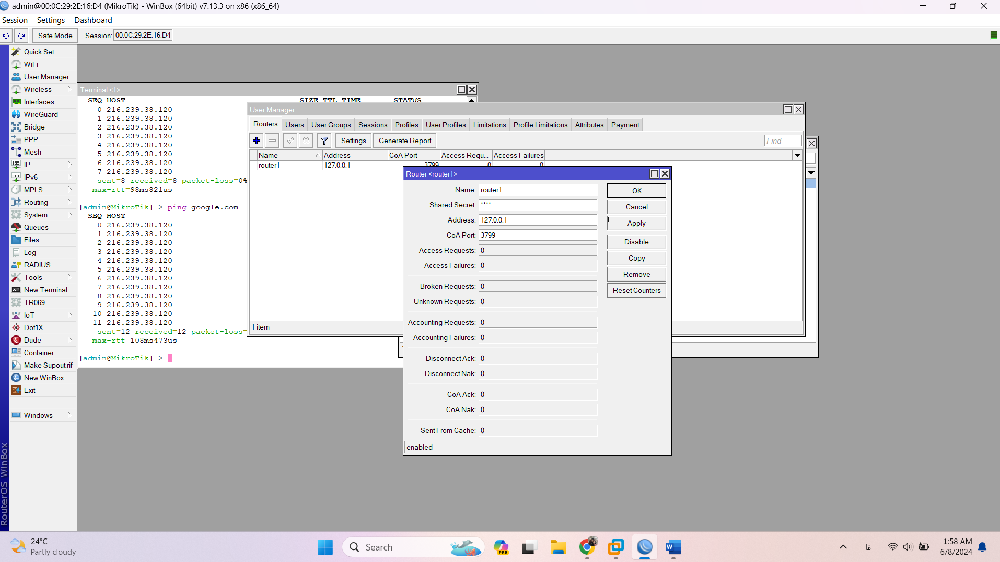 admin@00:0C:29:2E:16:D4 (MikroTik) - WinBox (64bit) v7.13.3 on x86 (x86_64)
Session Settings Dashboard
Safe Mode Session: 00:0C:29:2E:16:D4
Quick Set
WiFi
User Manager
Wireless
Interfaces
WireGuard
Bridge
PPP
Mesh
IP
IPv6
MPLS
Routing
System
Queues
Files
Log
RADIUS
Tools
New Terminal
TR069
IoT
Dot1X
Dude
Container
Make Supout.rif
New WinBox
Exit
Windows
RouterOS WinBox
Terminal <1>
SEQ HOST SIZE TTL TIME STATUS
0 216.239.38.120
1 216.239.38.120
2 216.239.38.120
3 216.239.38.120
4 216.239.38.120
5 216.239.38.120
6 216.239.38.120
7 216.239.38.120
sent=8 received=8 packet-loss=0%
max-rtt=98ms821us
[admin@MikroTik] > ping google.com
SEQ HOST
0 216.239.38.120
1 216.239.38.120
2 216.239.38.120
3 216.239.38.120
4 216.239.38.120
5 216.239.38.120
6 216.239.38.120
7 216.239.38.120
8 216.239.38.120
9 216.239.38.120
10 216.239.38.120
11 216.239.38.120
sent=12 received=12 packet-loss=
max-rtt=108ms473us
[admin@MikroTik] >
User Manager
Routers Users User Groups Sessions Profiles User Profiles Limitations Profile Limitations Attributes Payment
Settings Generate Report Find
Name Address CoA Port Access Requ... Access Failures
router1 127.0.0.1 3799 0 0
1 item
Router <router1>
Name: router1
Shared Secret: ****
Address: 127.0.0.1
CoA Port: 3799
Access Requests: 0
Access Failures: 0
Broken Requests: 0
Unknown Requests: 0
Accounting Requests: 0
Accounting Failures: 0
Disconnect Ack: 0
Disconnect Nak: 0
CoA Ack: 0
CoA Nak: 0
Sent From Cache: 0
enabled
OK
Cancel
Apply
Disable
Copy
Remove
Reset Counters
24°C
Partly cloudy
Search
PRE
فا
1:58 AM
6/8/2024